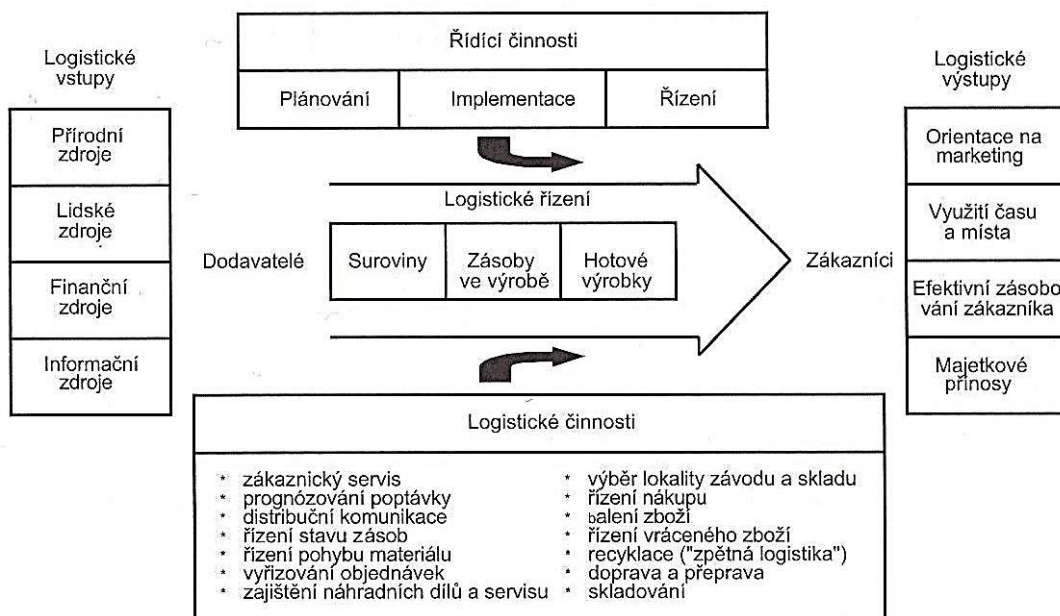 Řídící činnosti
Plánování Implementace Řízení
Logistické
vstupy
Přírodní
zdroje
Lidské
zdroje
Finanční
zdroje
Informační
zdroje
Logistické řízení
Dodavatelé
Suroviny
Zásoby
ve výrobě
Hotové
výrobky
Zákazníci
Logistické
výstupy
Orientace na
marketing
Využití času
a místa
Efektivní zásobo
vání zákazníka
Majetkové
přínosy
Logistické činnosti
* zákaznický servis
* prognózování poptávky
* distribuční komunikace
* řízení stavu zásob
* řízení pohybu materiálu
* vyřizování objednávek
* zajištění náhradních dílů a servisu
* výběr lokality závodu a skladu
* řízení nákupu
* balení zboží
* řízení vráceného zboží
* recyklace ("zpětná logistika")
* doprava a přeprava
* skladování